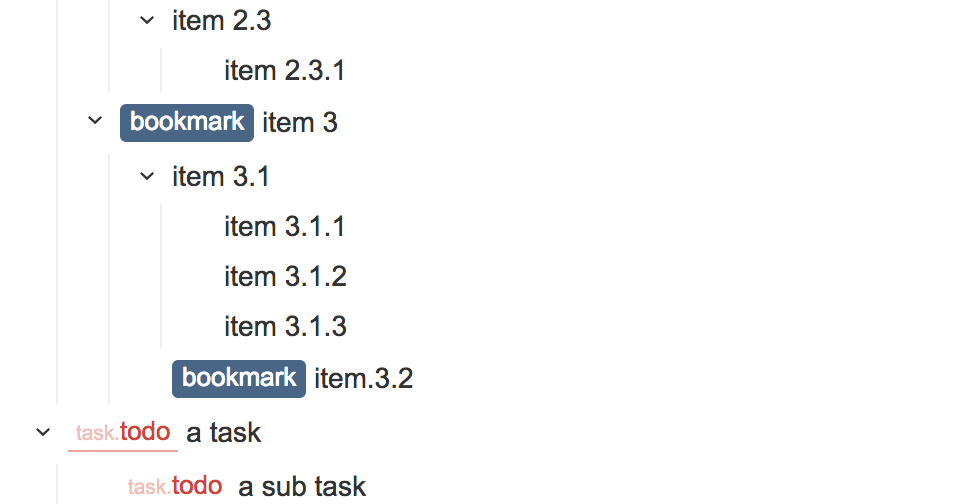 item 2.3
item 2.3.1
bookmark item 3
item 3.1
item 3.1.1
item 3.1.2
item 3.1.3
bookmark item.3.2
task.todo a task
task.todo a sub task